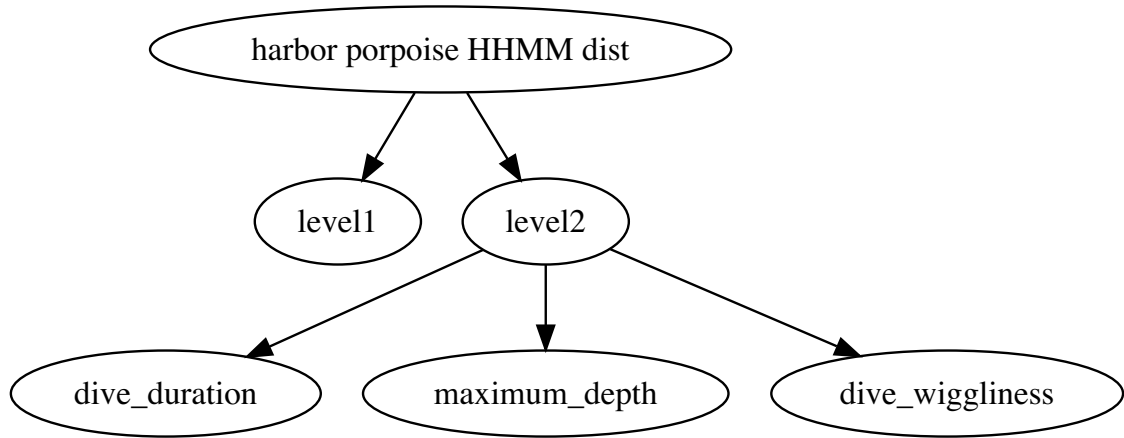 harbor porpoise HHMM dist
level1
level2
dive_duration
maximum_depth
dive_wiggliness